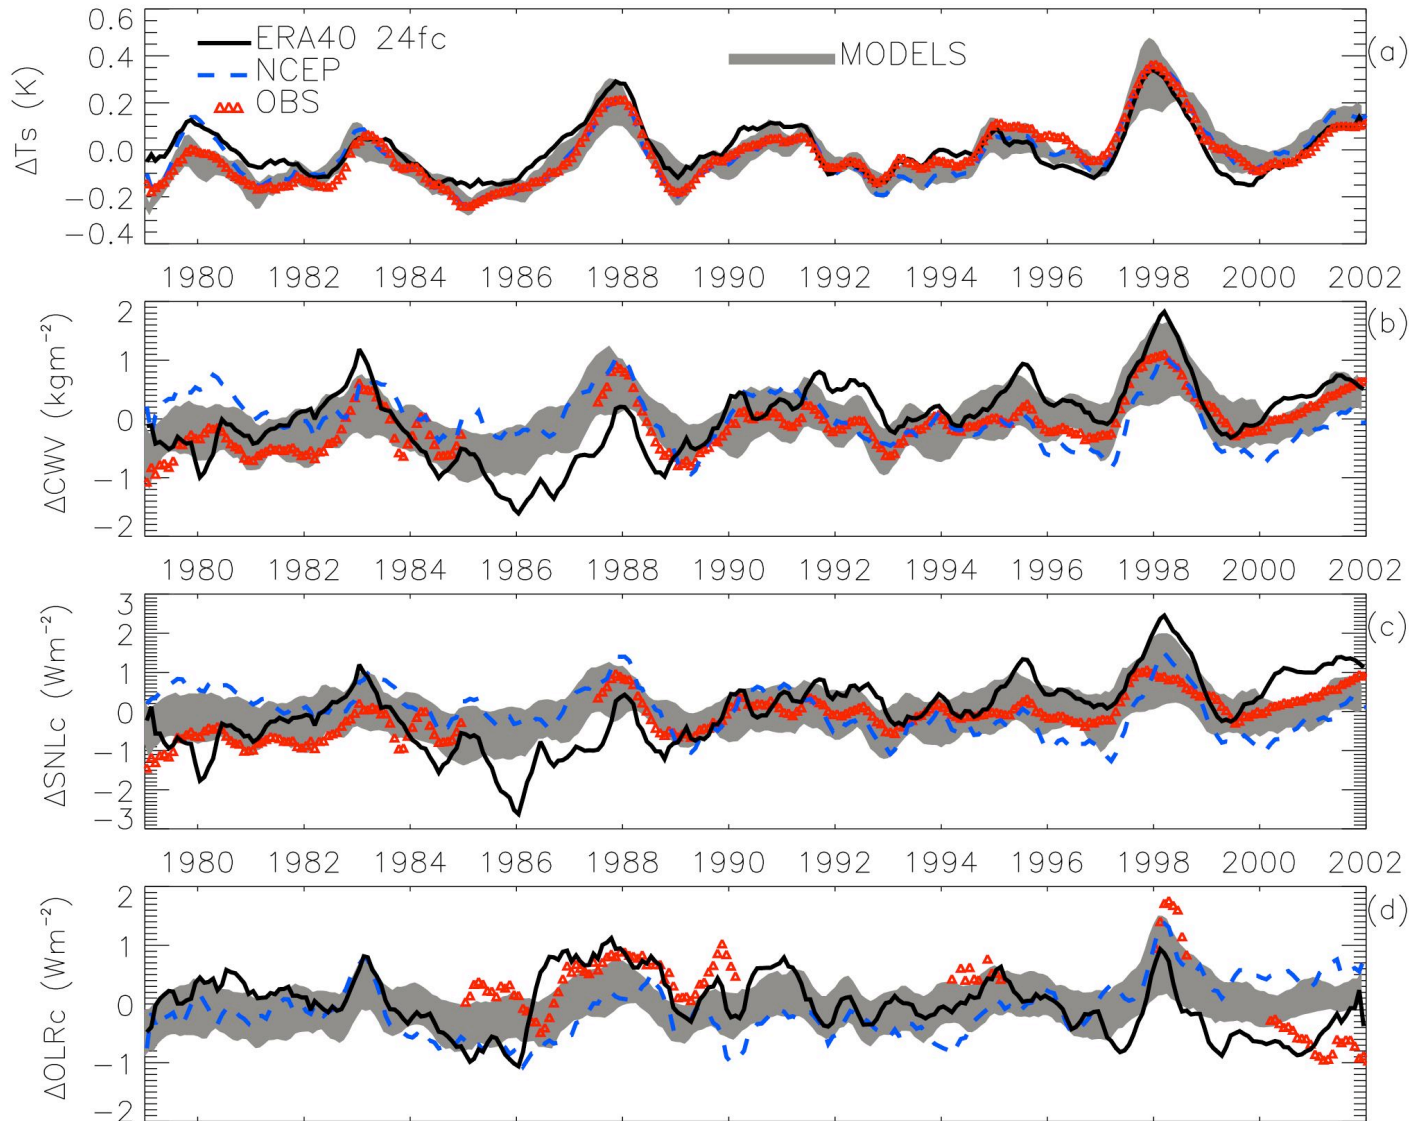 0.6
0.4
0.2
0.0
−0.2
−0.4
ΔTs (K)
ERA40 24fc
NCEP
OBS
MODELS
(a)
1980 1982 1984 1986 1988 1990 1992 1994 1996 1998 2000 2002
2
1
0
−1
−2
ΔCWV (kgm⁻²)
(b)
1980 1982 1984 1986 1988 1990 1992 1994 1996 1998 2000 2002
3
2
1
0
−1
−2
−3
ΔSNLc (Wm⁻²)
(c)
1980 1982 1984 1986 1988 1990 1992 1994 1996 1998 2000 2002
2
1
0
−1
−2
ΔOLRc (Wm⁻²)
(d)